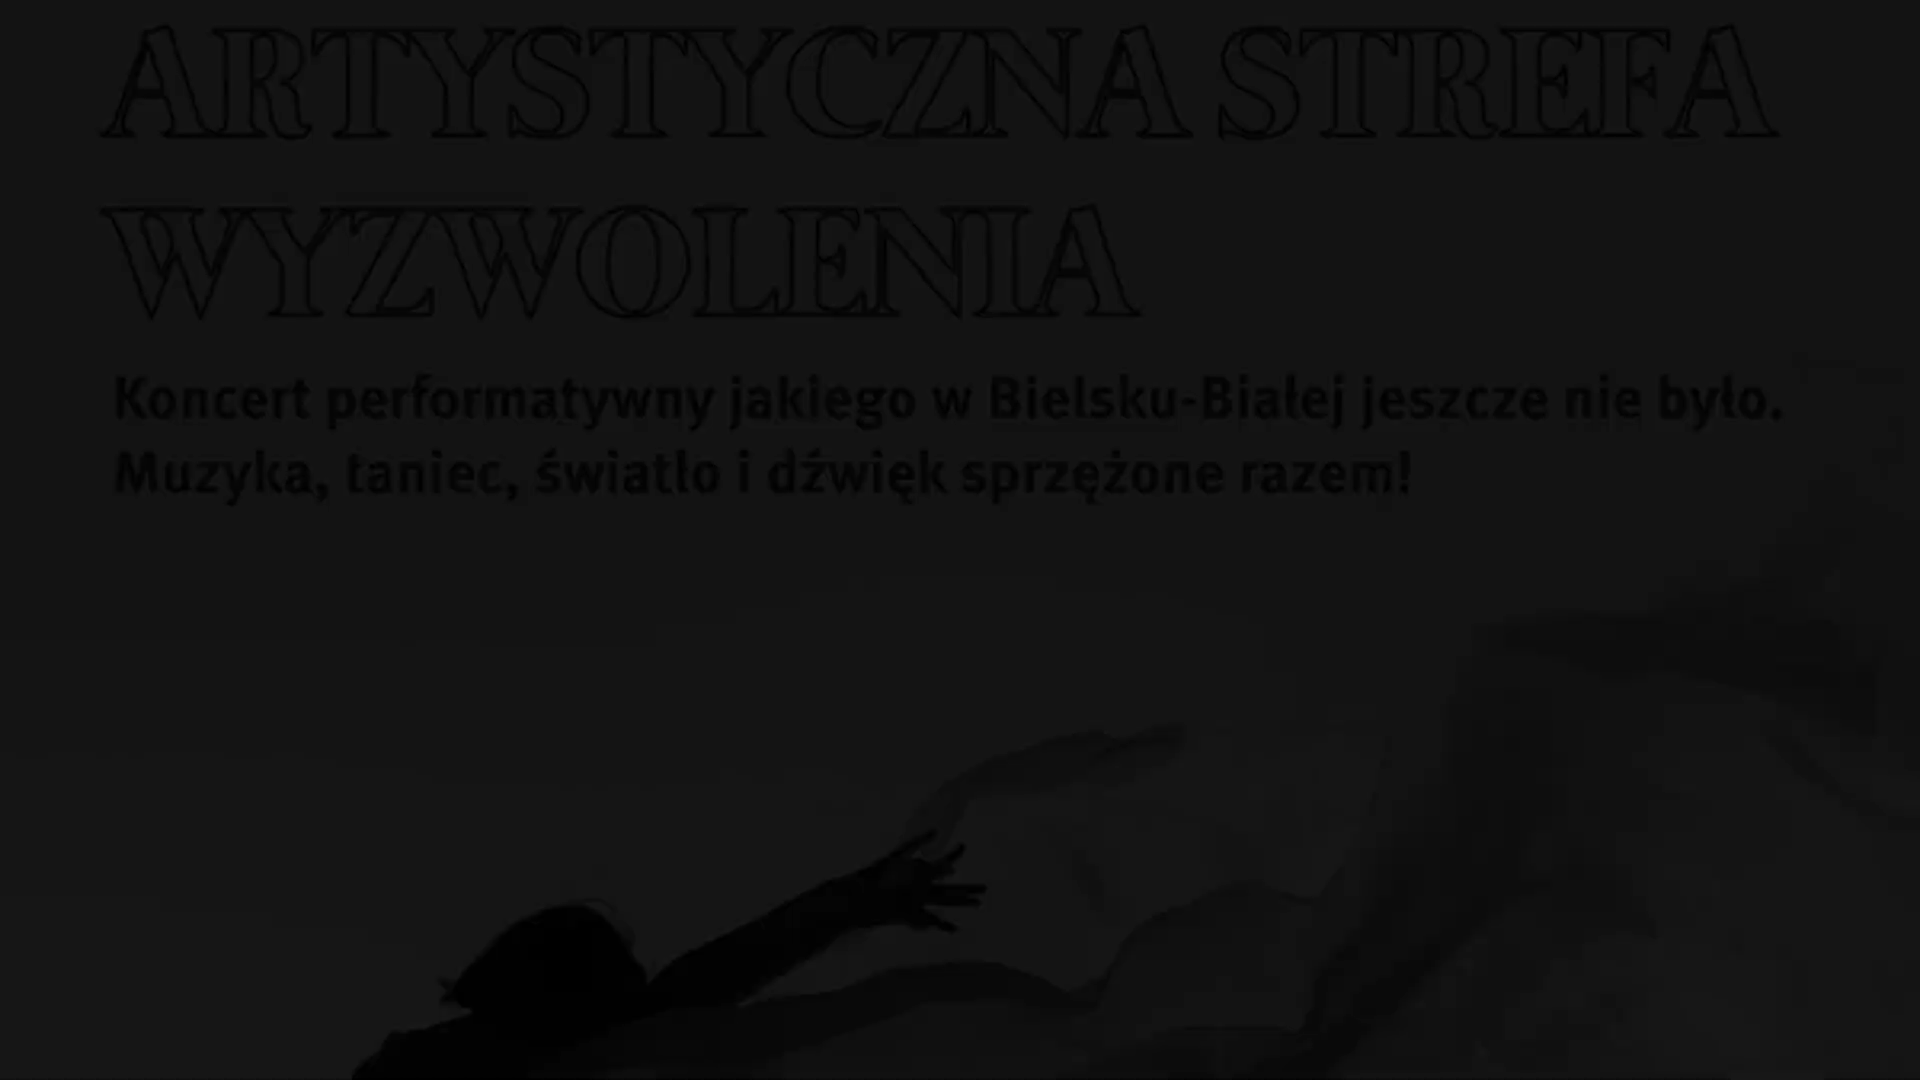 ARTYSTYCZNA STREFA
WYZWOLENIA
Koncert performatywny jakiego w Bielsku-Białej jeszcze nie było.
Muzyka, taniec, światło i dźwięk sprzężone razem!